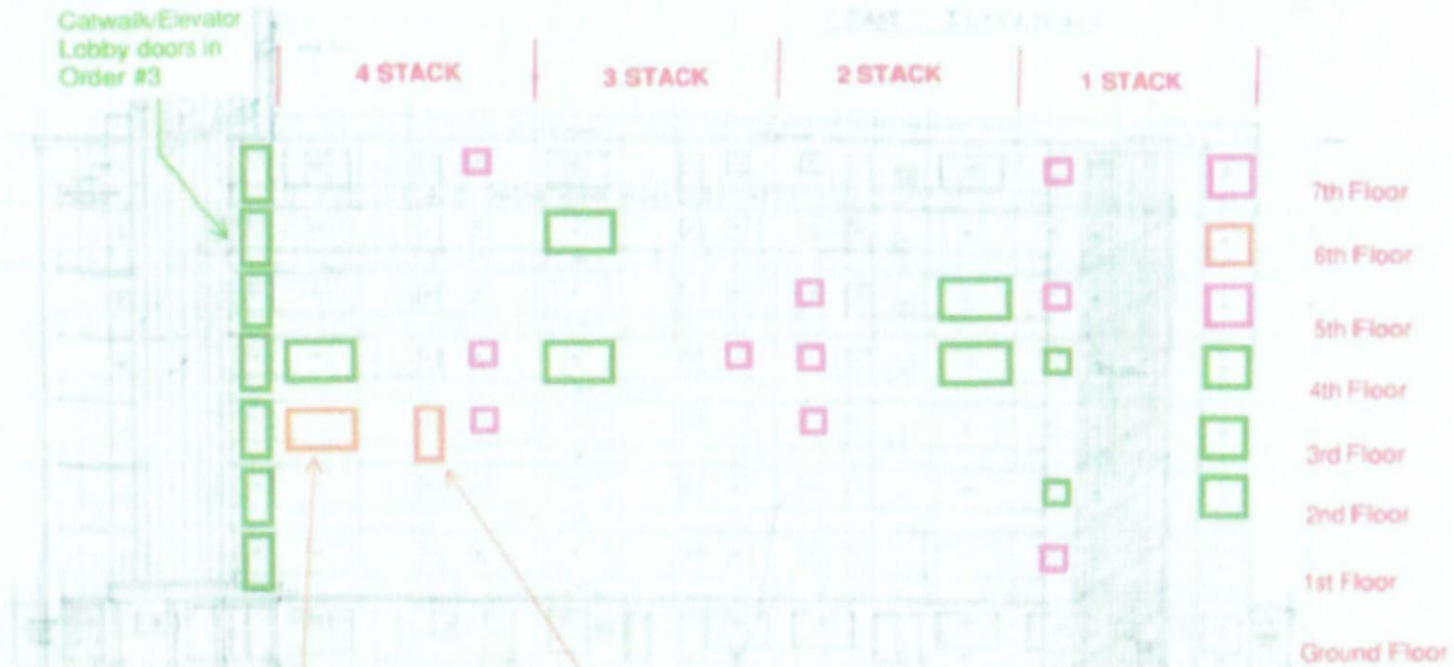 Catwalk/Elevator
Lobby doors in
Order #3
4 STACK
3 STACK
2 STACK
1 STACK
7th Floor
6th Floor
5th Floor
4th Floor
3rd Floor
2nd Floor
1st Floor
Ground Floor